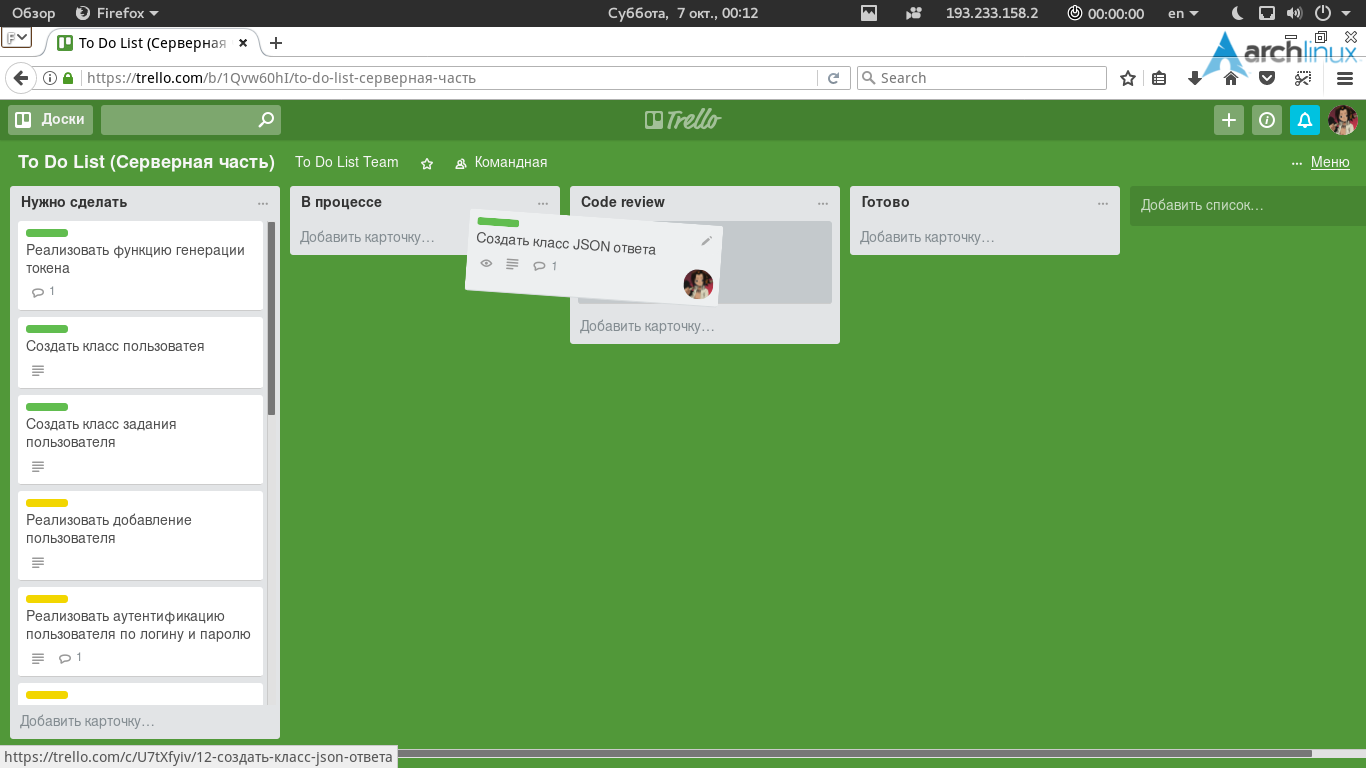 Обзор Firefox Суббота, 7 окт., 00:12 193.233.158.2 00:00:00 en
F To Do List (Серверная
archlinux
https://trello.com/b/1Qvw60hI/to-do-list-серверная-часть Search
Доски Trello
To Do List (Серверная часть) To Do List Team Командная ... Меню
Нужно сделать ...
Реализовать функцию генерации
токена
1
Создать класс пользоватея
Создать класс задания
пользователя
Реализовать добавление
пользователя
Реализовать аутентификацию
пользователя по логину и паролю
1
Добавить карточку...
В процессе ...
Добавить карточку...
Code review ...
Создать класс JSON ответа
1
Добавить карточку...
Готово ...
Добавить карточку...
Добавить список...
https://trello.com/c/U7tXfyiv/12-создать-класс-json-ответа